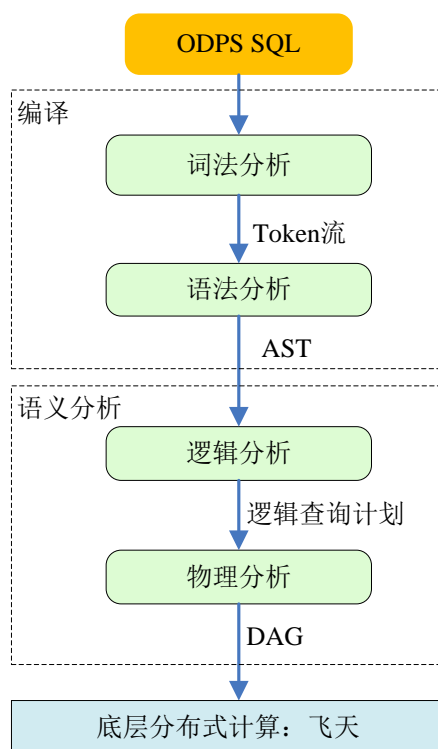 ODPS SQL
编译
词法分析
Token流
语法分析
AST
语义分析
逻辑分析
逻辑查询计划
物理分析
DAG
底层分布式计算：飞天